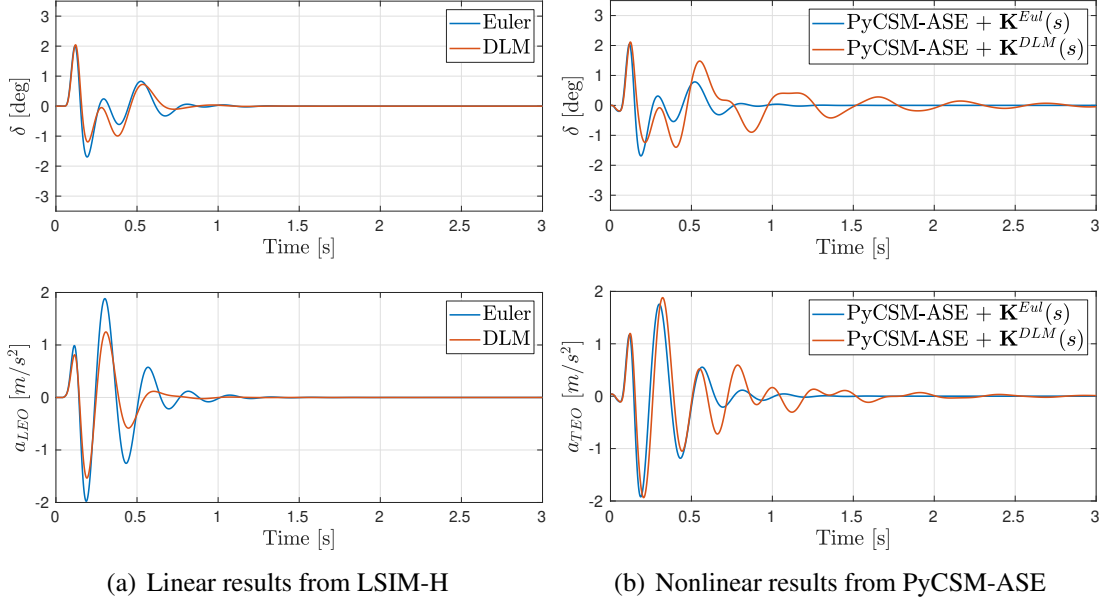 3
2
1
0
-1
-2
-3
δ [deg]
0 0.5 1 1.5 2 2.5 3
Time [s]
Euler
DLM
3
2
1
0
-1
-2
-3
δ [deg]
0 0.5 1 1.5 2 2.5 3
Time [s]
PyCSM-ASE + K^{Eul}(s)
PyCSM-ASE + K^{DLM}(s)
2
1
0
-1
-2
a_{LEO} [m/s^2]
0 0.5 1 1.5 2 2.5 3
Time [s]
Euler
DLM
2
1
0
-1
-2
a_{TEO} [m/s^2]
0 0.5 1 1.5 2 2.5 3
Time [s]
PyCSM-ASE + K^{Eul}(s)
PyCSM-ASE + K^{DLM}(s)
(a) Linear results from LSIM-H
(b) Nonlinear results from PyCSM-ASE